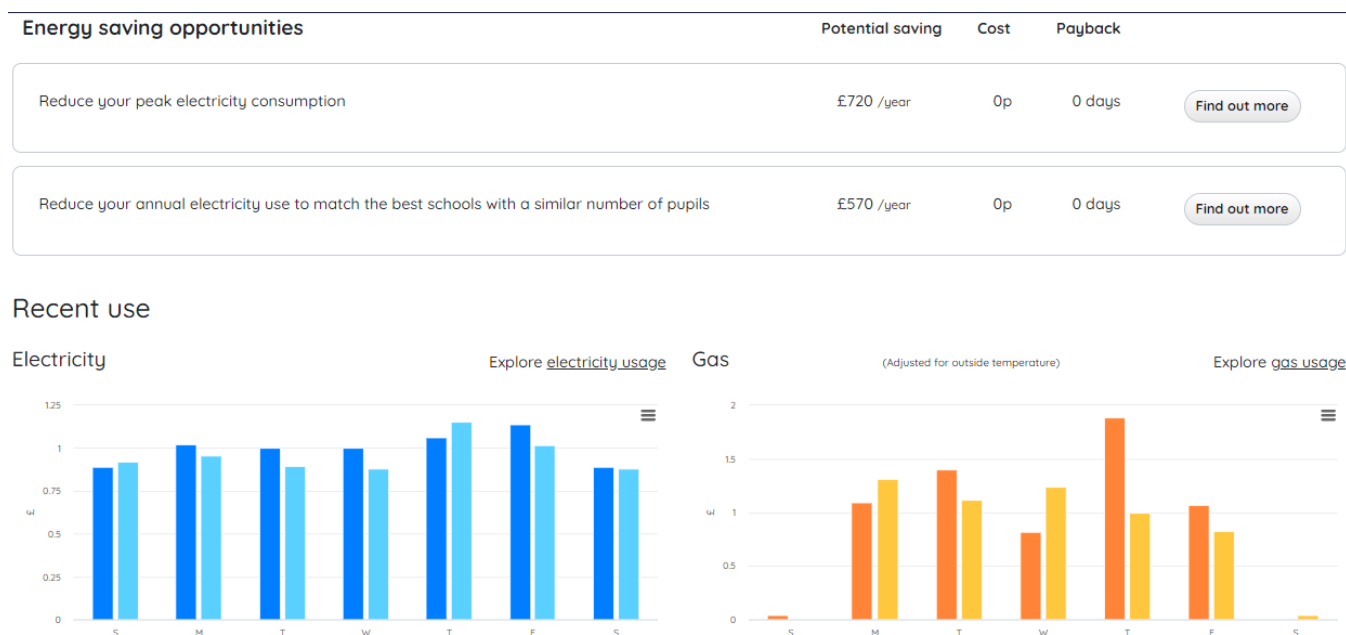 Energy saving opportunities Potential saving Cost Payback
Reduce your peak electricity consumption £720 /year 0p 0 days Find out more
Reduce your annual electricity use to match the best schools with a similar number of pupils £570 /year 0p 0 days Find out more
Recent use
Electricity Explore electricity usage
Gas (Adjusted for outside temperature) Explore gas usage
1.25
1
0.75
0.5
0.25
0
£
S M T W T F S
2
1.5
1
0.5
0
£
S M T W T F S